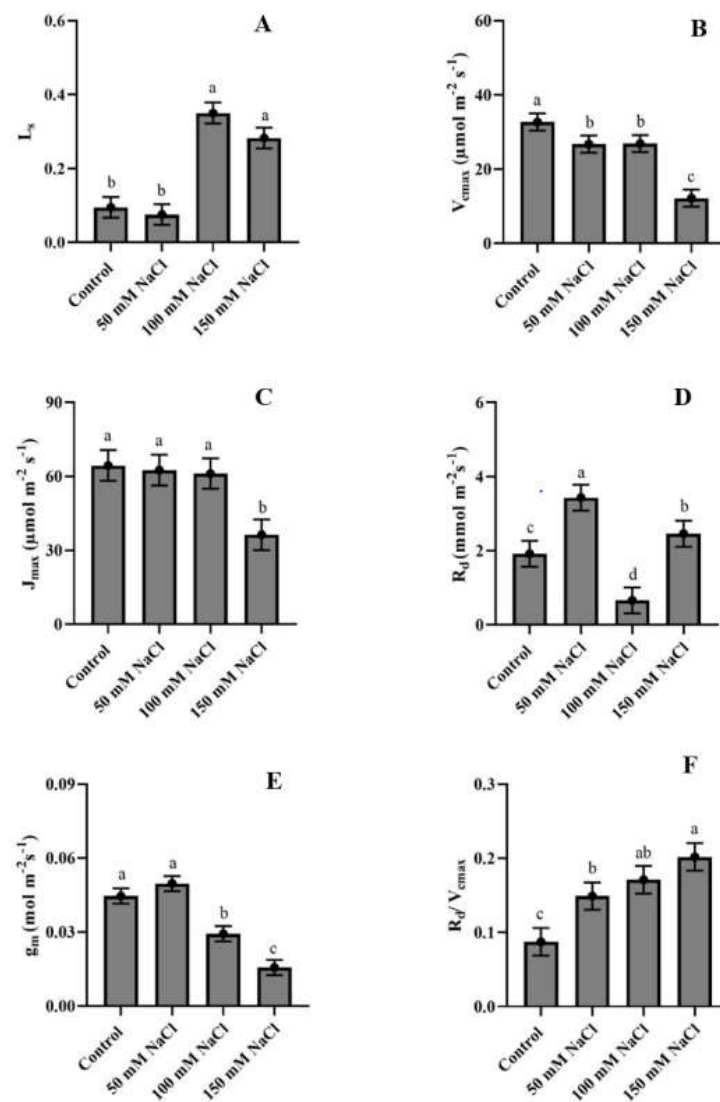 A
0.6
0.4
0.2
0.0
Ls
b
b
a
a
Control
50 mM NaCl
100 mM NaCl
150 mM NaCl
B
60
40
20
0
Vcmax (µmol m⁻² s⁻¹)
a
b
b
c
Control
50 mM NaCl
100 mM NaCl
150 mM NaCl
C
90
60
30
0
Jmax (µmol m⁻² s⁻¹)
a
a
a
b
Control
50 mM NaCl
100 mM NaCl
150 mM NaCl
D
6
4
2
0
Rd (mmol m⁻²s⁻¹)
c
a
d
b
Control
50 mM NaCl
100 mM NaCl
150 mM NaCl
E
0.09
0.06
0.03
0.00
gm (mol m⁻²s⁻¹)
a
a
b
c
Control
50 mM NaCl
100 mM NaCl
150 mM NaCl
F
0.3
0.2
0.1
0.0
Rd/ Vcmax
c
b
ab
a
Control
50 mM NaCl
100 mM NaCl
150 mM NaCl